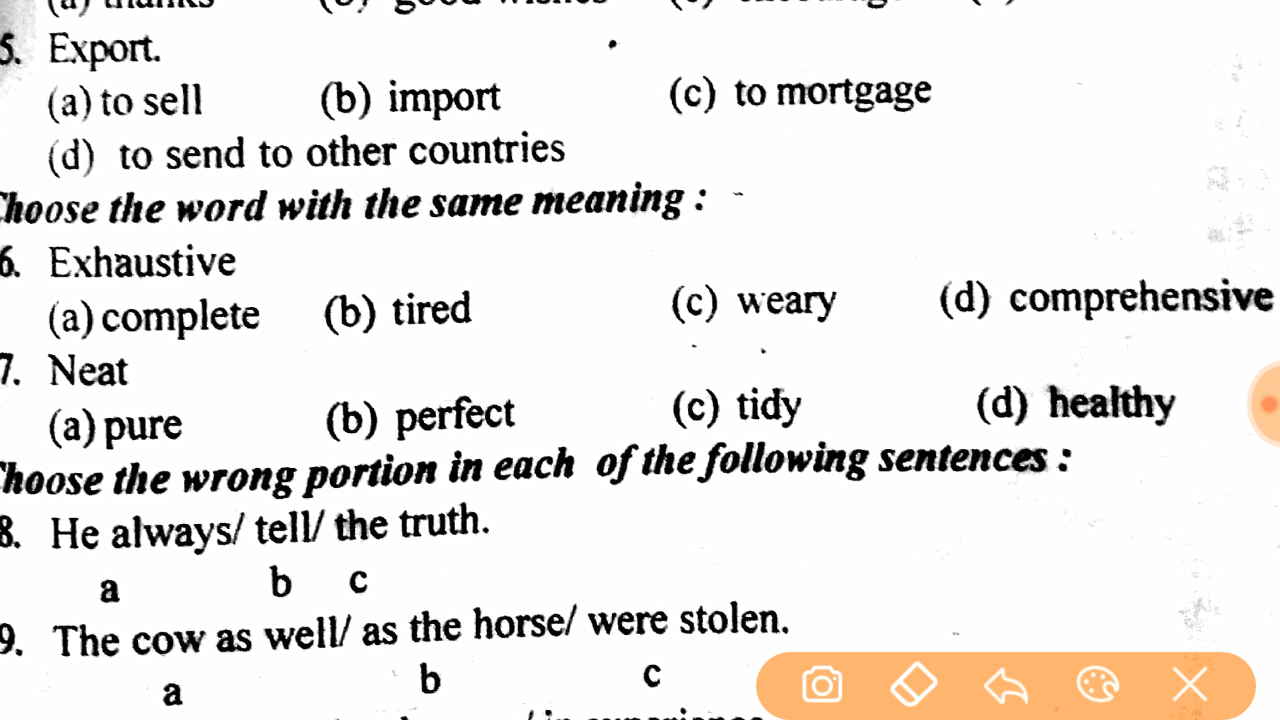 5. Export.
(a) to sell (b) import (c) to mortgage
(d) to send to other countries
Choose the word with the same meaning :
6. Exhaustive
(a) complete (b) tired (c) weary (d) comprehensive
7. Neat
(a) pure (b) perfect (c) tidy (d) healthy
Choose the wrong portion in each of the following sentences :
8. He always/ tell/ the truth.
a b c
9. The cow as well/ as the horse/ were stolen.
a b c